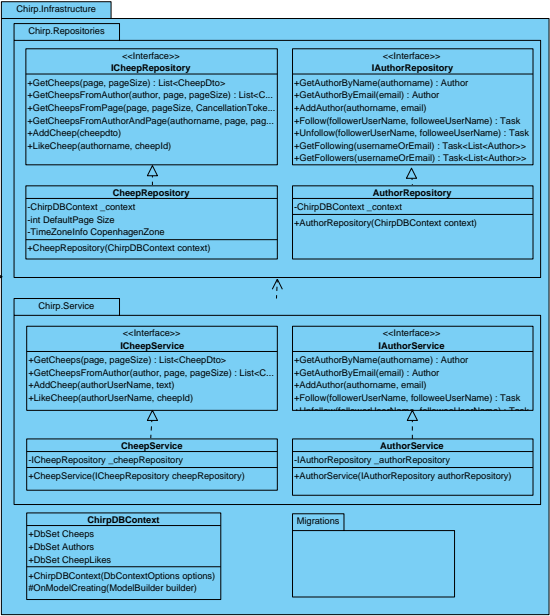 Chirp.Infrastructure
Chirp.Repositories
<<Interface>>
ICheepRepository
+GetCheeps(page, pageSize) : List<CheepDto>
+GetCheepsFromAuthor(author, page, pageSize) : List<C...
+GetCheepsFromPage(page, pageSize, CancellationToke...
+GetCheepsFromAuthorAndPage(authorname, page, pag...
+AddCheep(cheepdto)
+LikeCheep(authorname, cheepId)
<<Interface>>
IAuthorRepository
+GetAuthorByName(authorname) : Author
+GetAuthorByEmail(email) : Author
+AddAuthor(authorname, email)
+Follow(followerUserName, followeeUserName) : Task
+Unfollow(followerUserName, followeeUserName) : Task
+GetFollowing(usernameOrEmail) : Task<List<Author>>
+GetFollowers(usernameOrEmail) : Task<List<Author>>
CheepRepository
-ChirpDBContext _context
-int DefaultPage Size
-TimeZoneInfo CopenhagenZone
+CheepRepository(ChirpDBContext context)
AuthorRepository
-ChirpDBContext _context
+AuthorRepository(ChirpDBContext context)
Chirp.Service
<<Interface>>
ICheepService
+GetCheeps(page, pageSize) : List<CheepDto>
+GetCheepsFromAuthor(author, page, pageSize) : List<C...
+AddCheep(authorUserName, text)
+LikeCheep(authorUserName, cheepId)
<<Interface>>
IAuthorService
+GetAuthorByName(authorname) : Author
+GetAuthorByEmail(email) : Author
+AddAuthor(authorname, email)
+Follow(followerUserName, followeeUserName) : Task
+Unfollow(followerUserName, followeeUserName) : Task
CheepService
-ICheepRepository _cheepRepository
+CheepService(ICheepRepository cheepRepository)
AuthorService
-IAuthorRepository _authorRepository
+AuthorService(IAuthorRepository authorRepository)
ChirpDBContext
+DbSet Cheeps
+DbSet Authors
+DbSet CheepLikes
+ChirpDBContext(DbContextOptions options)
#OnModelCreating(ModelBuilder builder)
Migrations